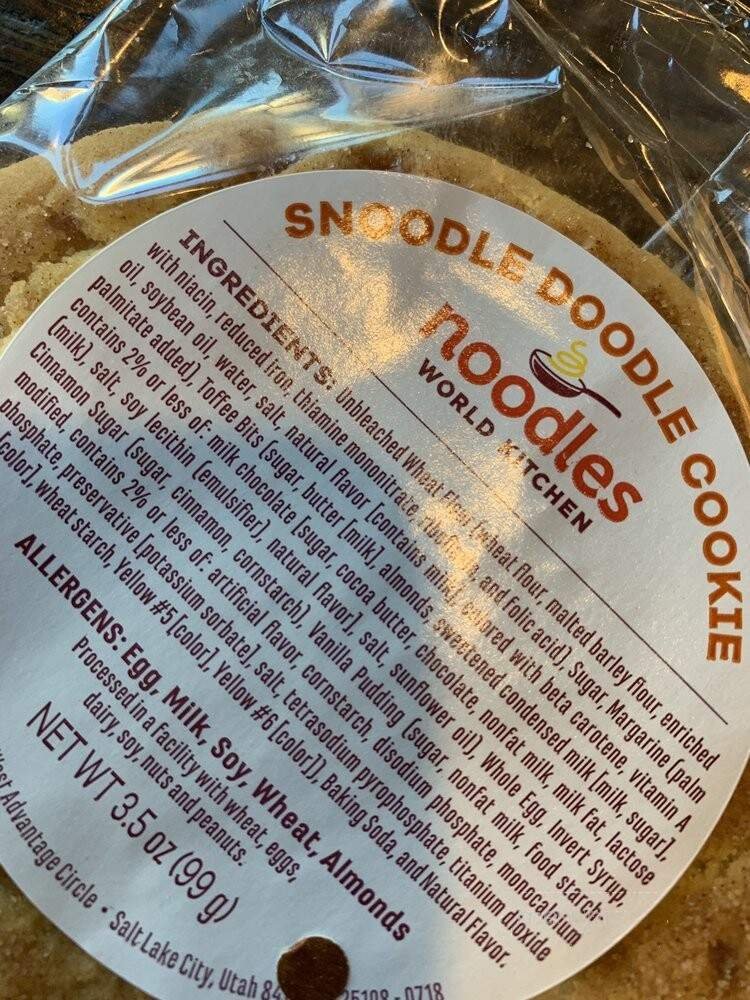 SNOODLE DOODLE COOKIE
noodles
WORLD KITCHEN
INGREDIENTS: Unbleached Wheat Flour (wheat flour, malted barley flour, enriched
with niacin, reduced iron, thiamine mononitrate, and folic acid), Sugar, Margarine (palm
oil, soybean oil, water, salt, natural flavor [contains milk], colored with beta carotene, vitamin A
palmitate added), Toffee Bits (sugar, butter [milk], almonds, sweetened condensed milk [milk, sugar],
contains 2% or less of: milk chocolate [sugar, cocoa butter, chocolate, nonfat milk, milk fat, lactose
(milk), salt, soy lecithin (emulsifier), natural flavor], salt, sunflower oil), Whole Egg, Invert Syrup,
Cinnamon Sugar (sugar, cinnamon, cornstarch), Vanilla Pudding (sugar, nonfat milk, food starch-
modified, contains 2% or less of: artificial flavor, cornstarch, disodium phosphate, monocalcium
phosphate, preservative [potassium sorbate], salt, tetrasodium pyrophosphate, titanium dioxide
[color], wheat starch, Yellow #5 [color], Yellow #6 [color]), Baking Soda, and Natural Flavor.
ALLERGENS: Egg, Milk, Soy, Wheat, Almonds
Processed in a facility with wheat, eggs,
dairy, soy, nuts and peanuts.
NET WT 3.5 oz (99 g)
West Advantage Circle • Salt Lake City, Utah 84 25108 - 0718